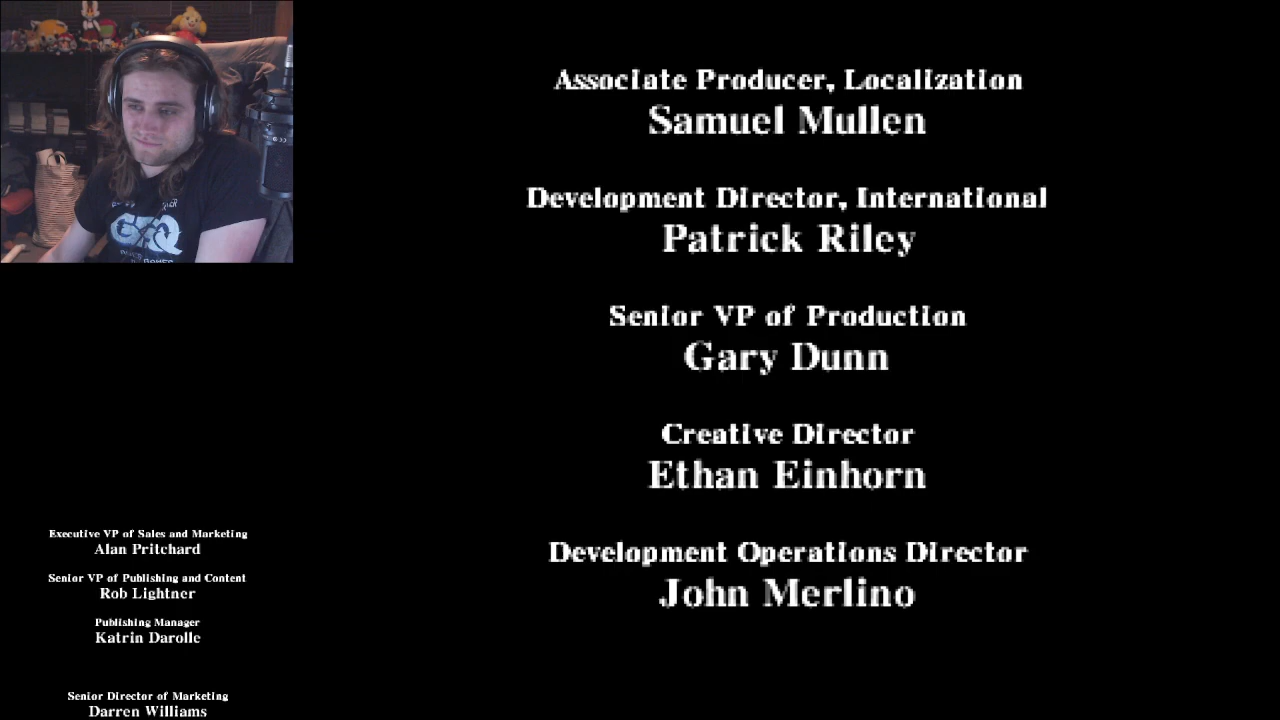 GDQ
Associate Producer, Localization
Samuel Mullen
Development Director, International
Patrick Riley
Senior VP of Production
Gary Dunn
Creative Director
Ethan Einhorn
Development Operations Director
John Merlino
Executive VP of Sales and Marketing
Alan Pritchard
Senior VP of Publishing and Content
Rob Lightner
Publishing Manager
Katrin Darolle
Senior Director of Marketing
Darren Williams